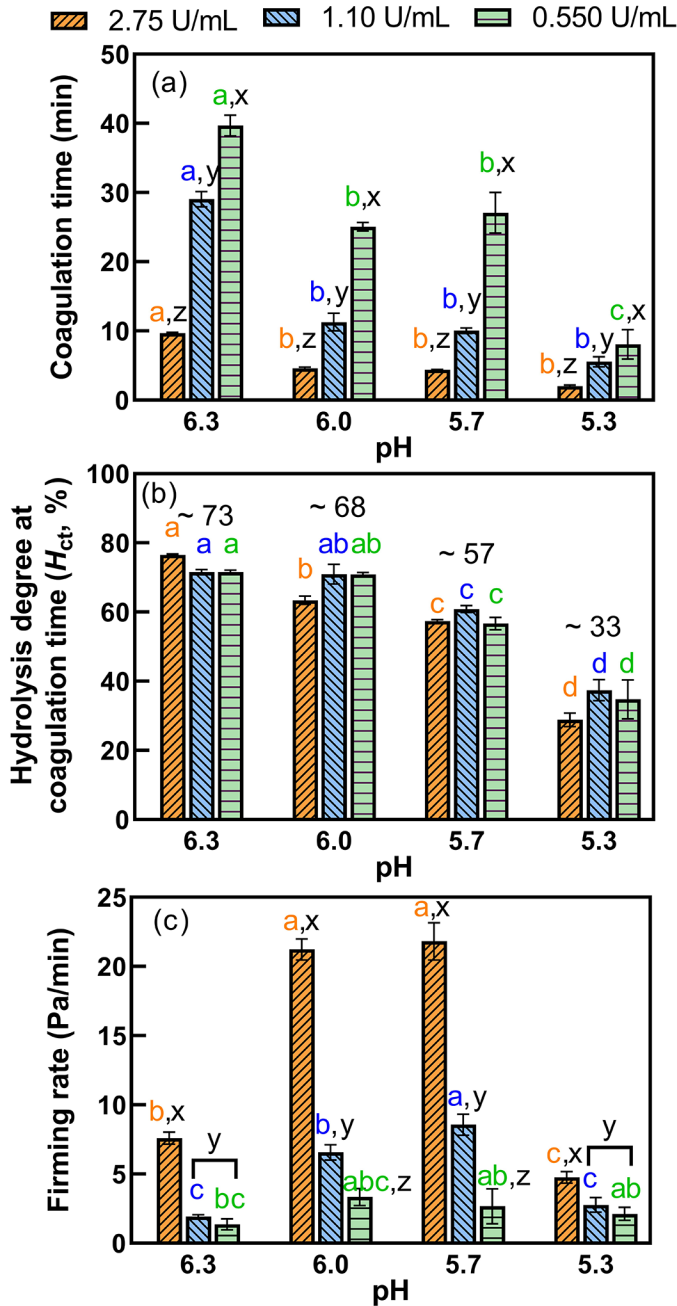 2.75 U/mL 1.10 U/mL 0.550 U/mL
(a)
Coagulation time (min)
50
40
30
20
10
0
a,z a,y a,x
b,z b,y b,x
b,z b,y b,x
b,z b,y c,x
6.3 6.0 5.7 5.3
pH
(b)
Hydrolysis degree at
coagulation time (Hct, %)
100
80
60
40
20
0
~ 73 ~ 68 ~ 57 ~ 33
a a a
b ab ab
c c c
d d d
6.3 6.0 5.7 5.3
pH
(c)
Firming rate (Pa/min)
25
20
15
10
5
0
b,x y c bc
a,x b,y abc,z
a,x a,y ab,z
c,x y c ab
6.3 6.0 5.7 5.3
pH